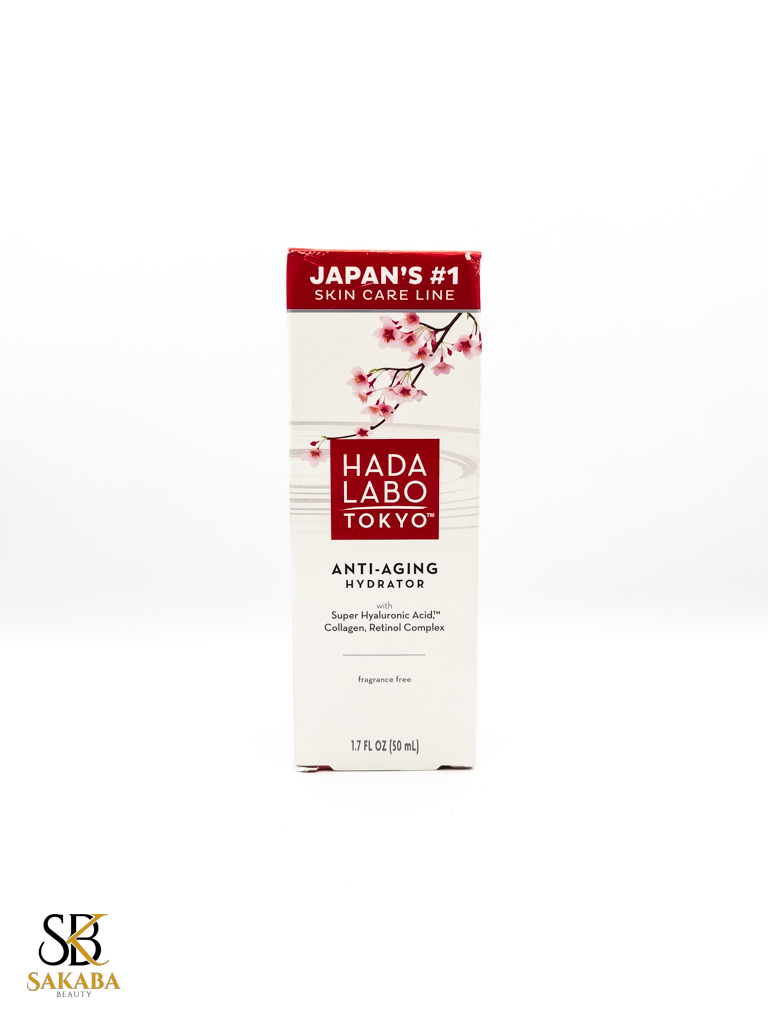 JAPAN'S #1
SKIN CARE LINE
HADA
LABO
TOKYO™
ANTI-AGING
HYDRATOR
with
Super Hyaluronic Acid,™
Collagen, Retinol Complex
fragrance free
1.7 FL OZ (50 mL)
SBK
SAKABA
BEAUTY